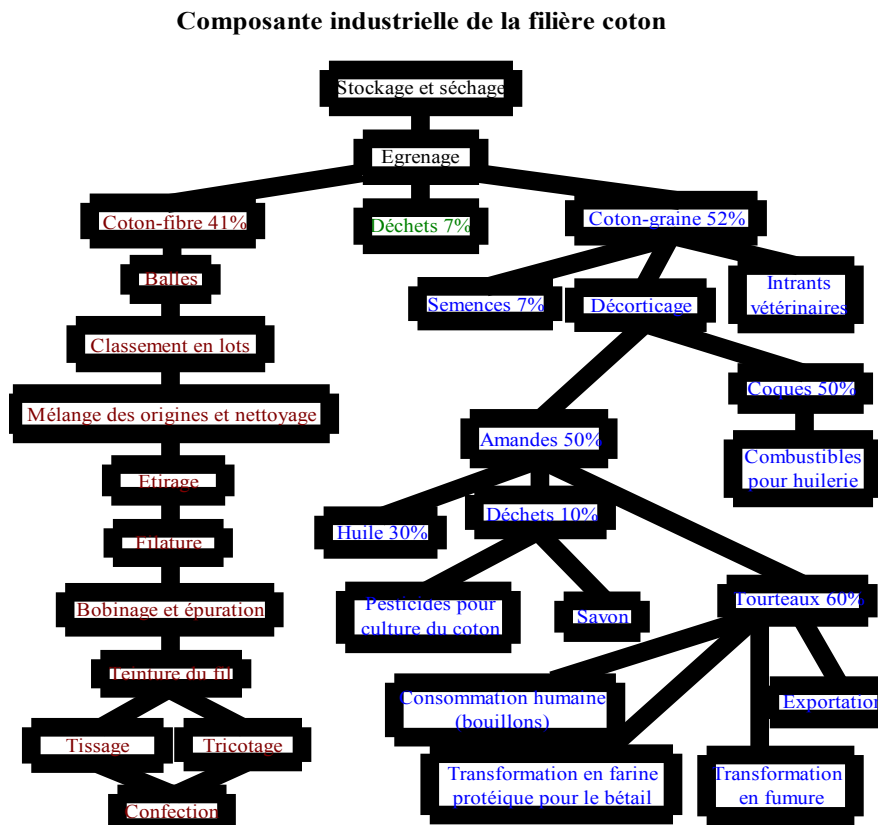 Composante industrielle de la filière coton
Stockage et séchage
Egrenage
Coton-fibre 41%
Déchets 7%
Coton-graine 52%
Balles
Semences 7%
Décorticage
Intrants
vétérinaires
Classement en lots
Coques 50%
Mélange des origines et nettoyage
Amandes 50%
Combustibles
pour huilerie
Etirage
Huile 30%
Déchets 10%
Filature
Bobinage et épuration
Pesticides pour
culture du coton
Savon
Tourteaux 60%
Teinture du fil
Consommation humaine
(bouillons)
Exportation
Tissage
Tricotage
Transformation en farine
protéique pour le bétail
Transformation
en fumure
Confection